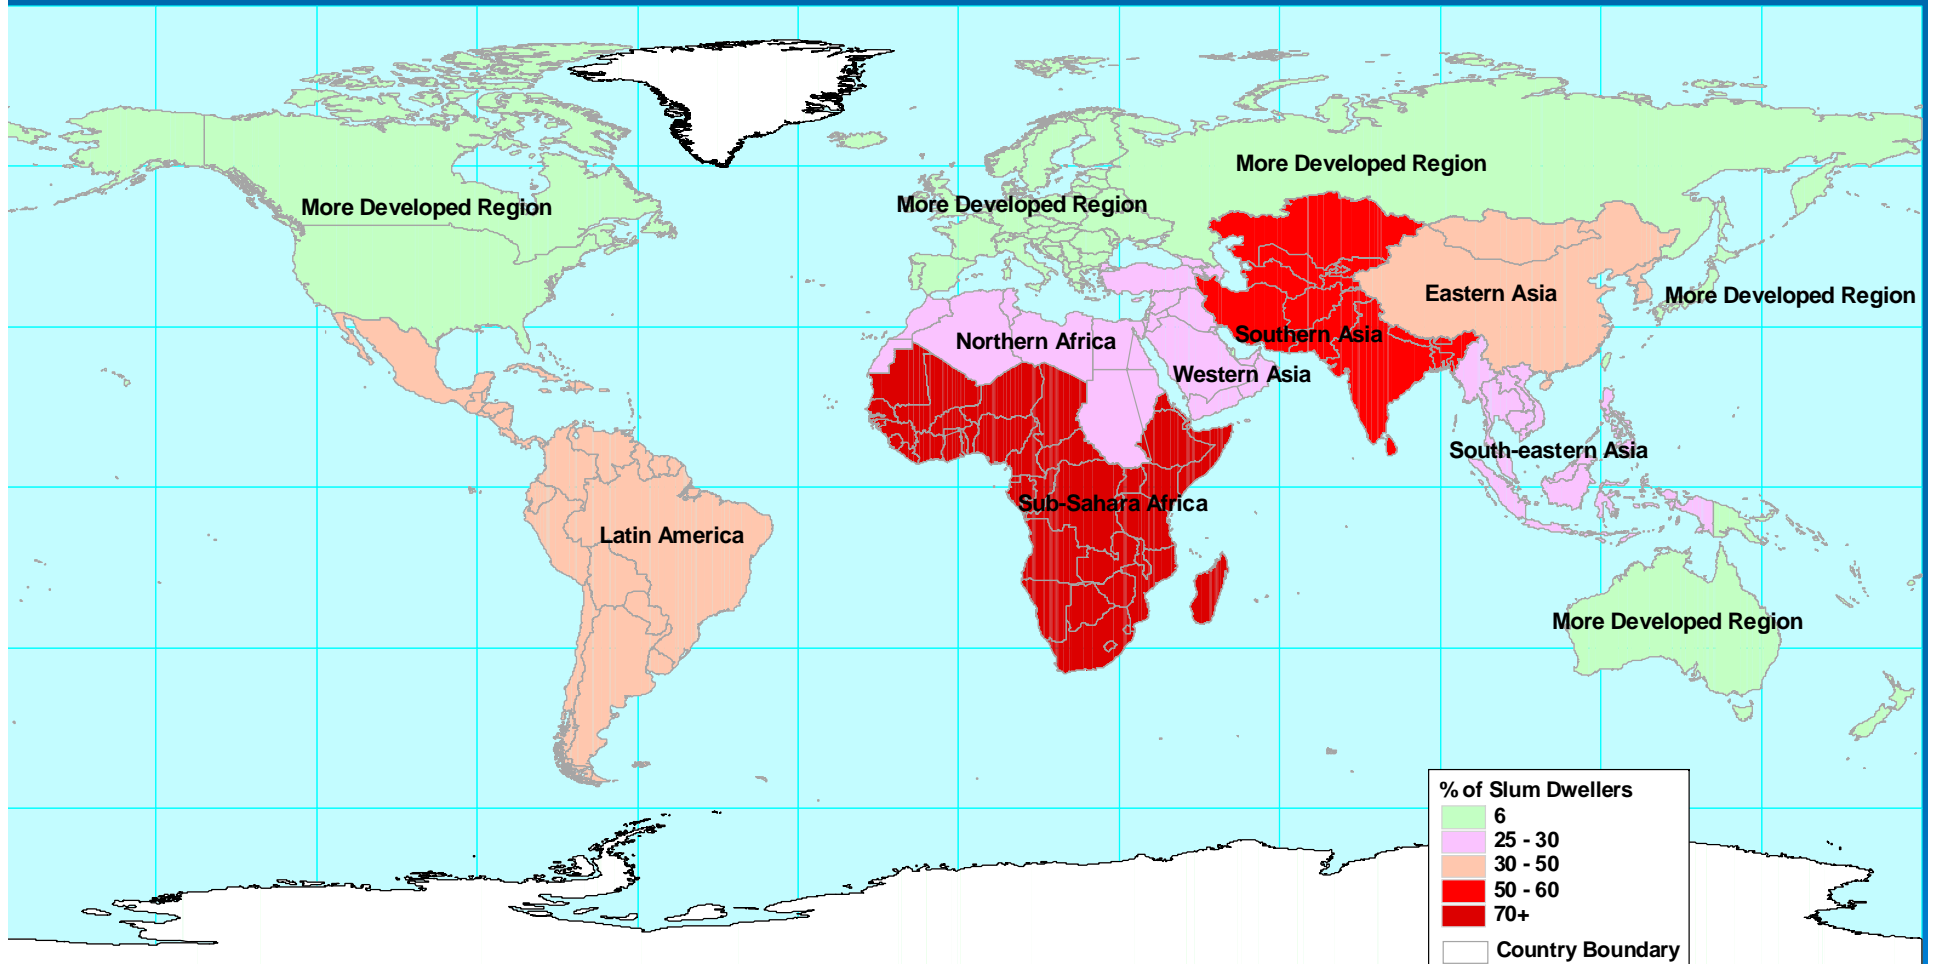 More Developed Region
More Developed Region
More Developed Region
Eastern Asia
More Developed Region
Southern Asia
Northern Africa
Western Asia
South-eastern Asia
Sub-Sahara Africa
Latin America
More Developed Region
% of Slum Dwellers
6
25 - 30
30 - 50
50 - 60
70+
Country Boundary